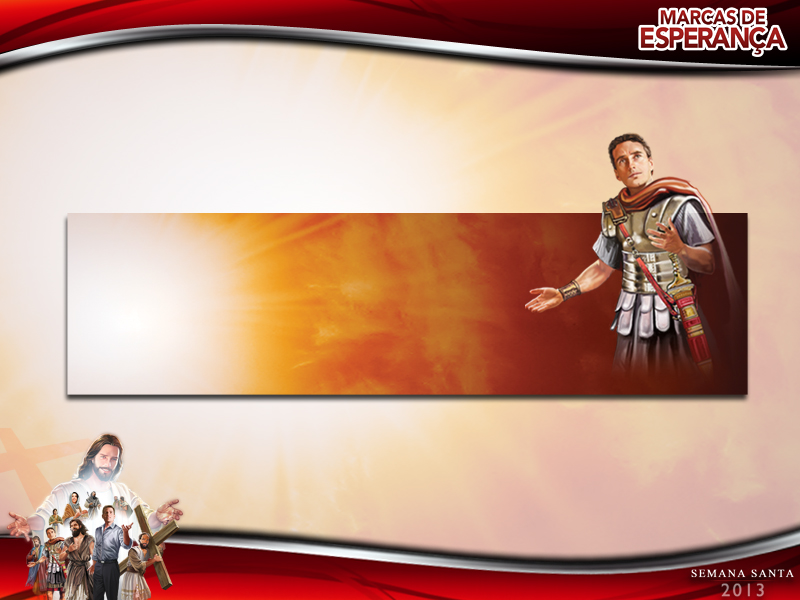 MARCAS DE
ESPERANÇA
SEMANA SANTA
2013